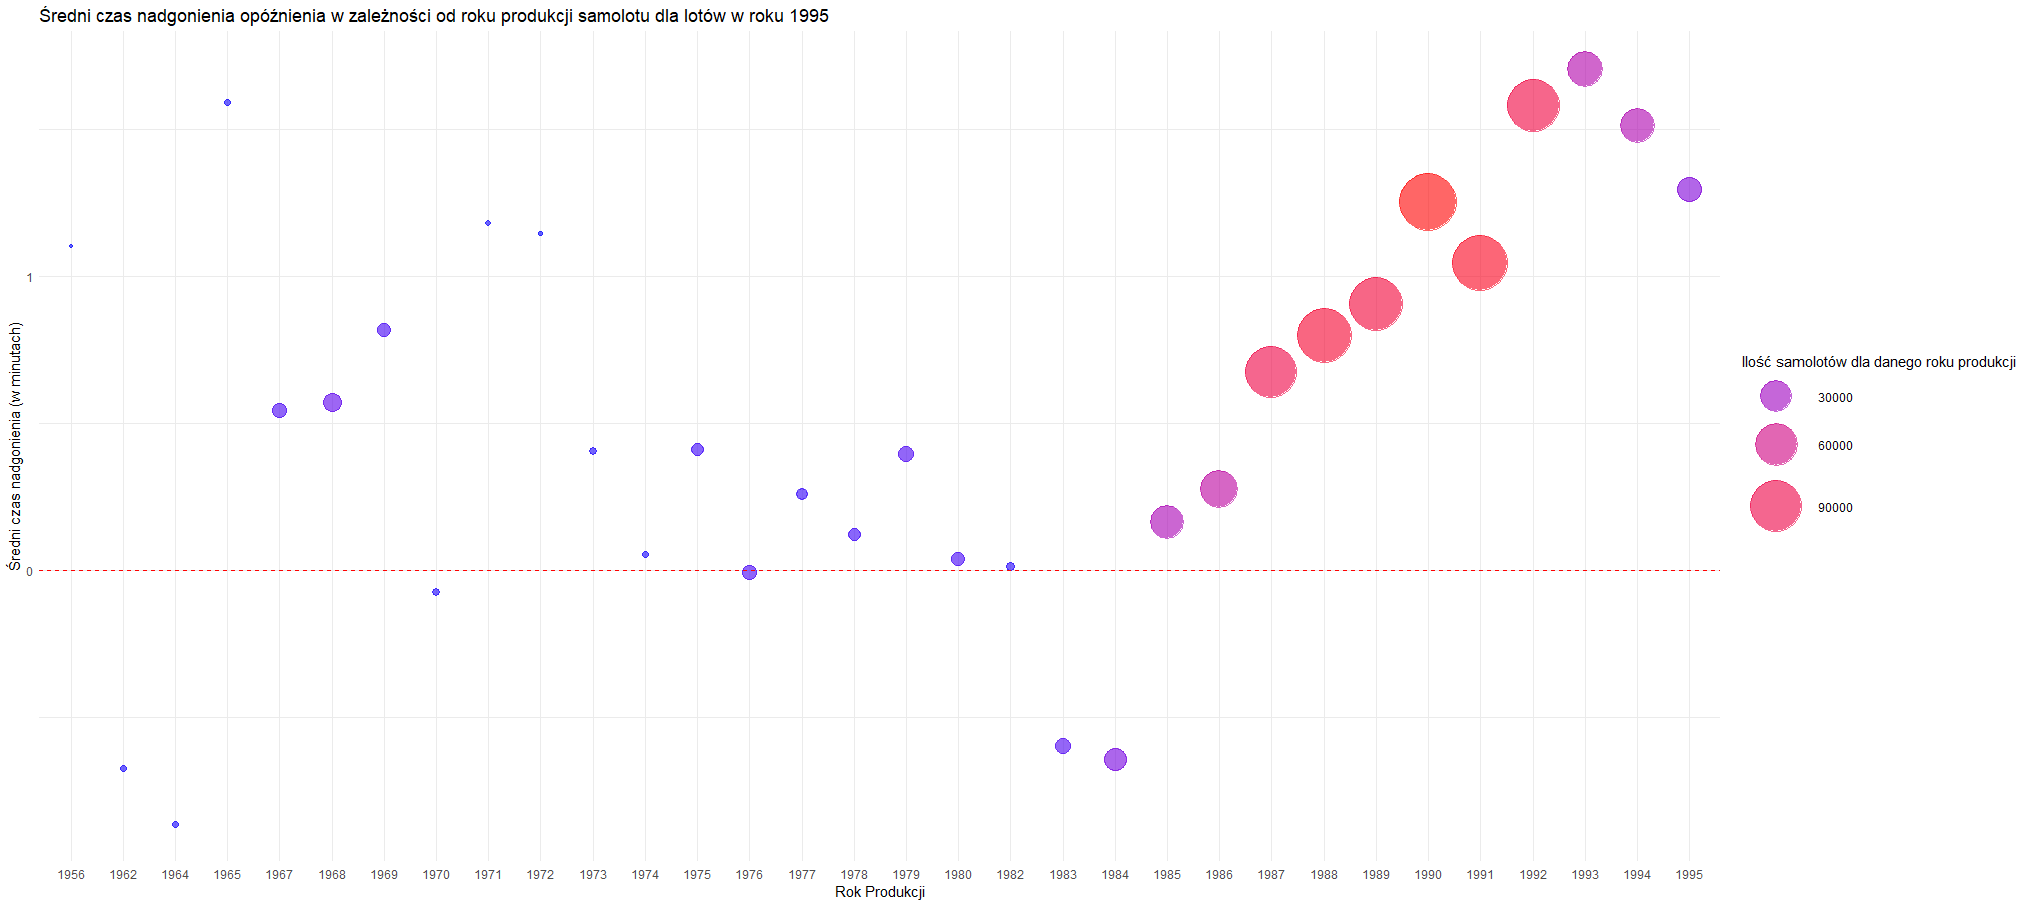 Średni czas nadgonienia opóźnienia w zależności od roku produkcji samolotu dla lotów w roku 1995
Średni czas nadgonienia (w minutach)
1
0
1956 1962 1964 1965 1967 1968 1969 1970 1971 1972 1973 1974 1975 1976 1977 1978 1979 1980 1982 1983 1984 1985 1986 1987 1988 1989 1990 1991 1992 1993 1994 1995
Rok Produkcji
Ilość samolotów dla danego roku produkcji
30000
60000
90000